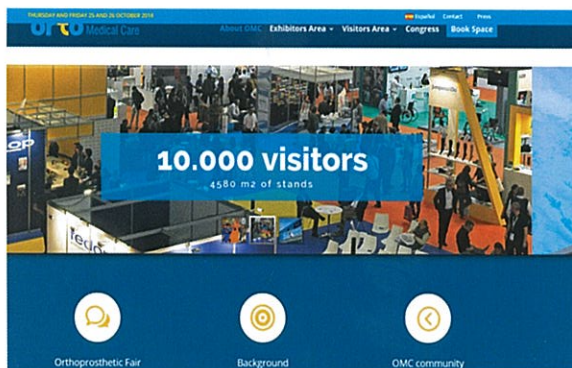 THURSDAY AND FRIDAY 25 AND 26 OCTOBER 2018
Español Contact Press
orto Medical Care
About OMC Exhibitors Area Visitors Area Congress Book Space
10.000 visitors
4580 m2 of stands
Orthoprosthetic Fair
Background
OMC community